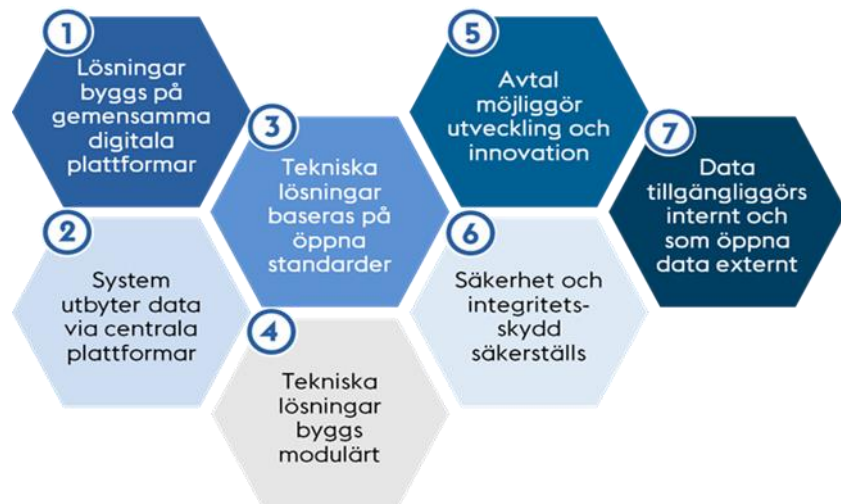 1
Lösningar
byggs på
gemensamma
digitala
plattformar
2
System
utbyter data
via centrala
plattformar
3
Tekniska
lösningar
baseras på
öppna
standarder
4
Tekniska
lösningar
byggs
modulärt
5
Avtal
möjliggör
utveckling och
innovation
6
Säkerhet och
integritets-
skydd
säkerställs
7
Data
tillgängliggörs
internt och
som öppna
data externt